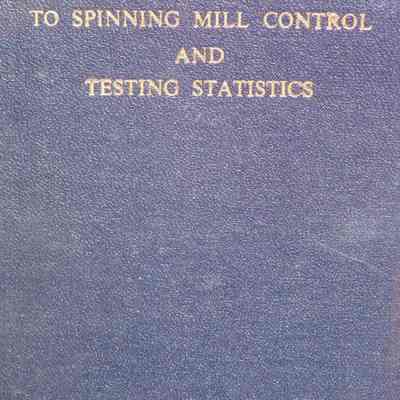 TO SPINNING MILL CONTROL
AND
TESTING STATISTICS